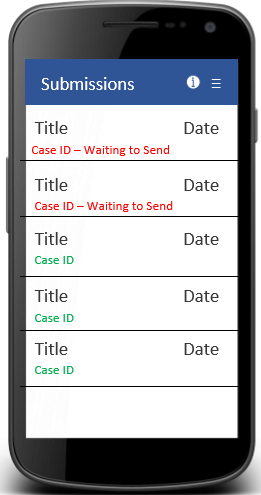 Submissions
Title Date
Case ID – Waiting to Send
Title Date
Case ID – Waiting to Send
Title Date
Case ID
Title Date
Case ID
Title Date
Case ID